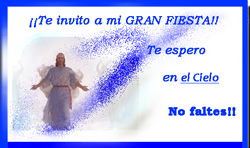 ¡¡Te invito a mi GRAN FIESTA!!
Te espero
en el Cielo
No faltes!!